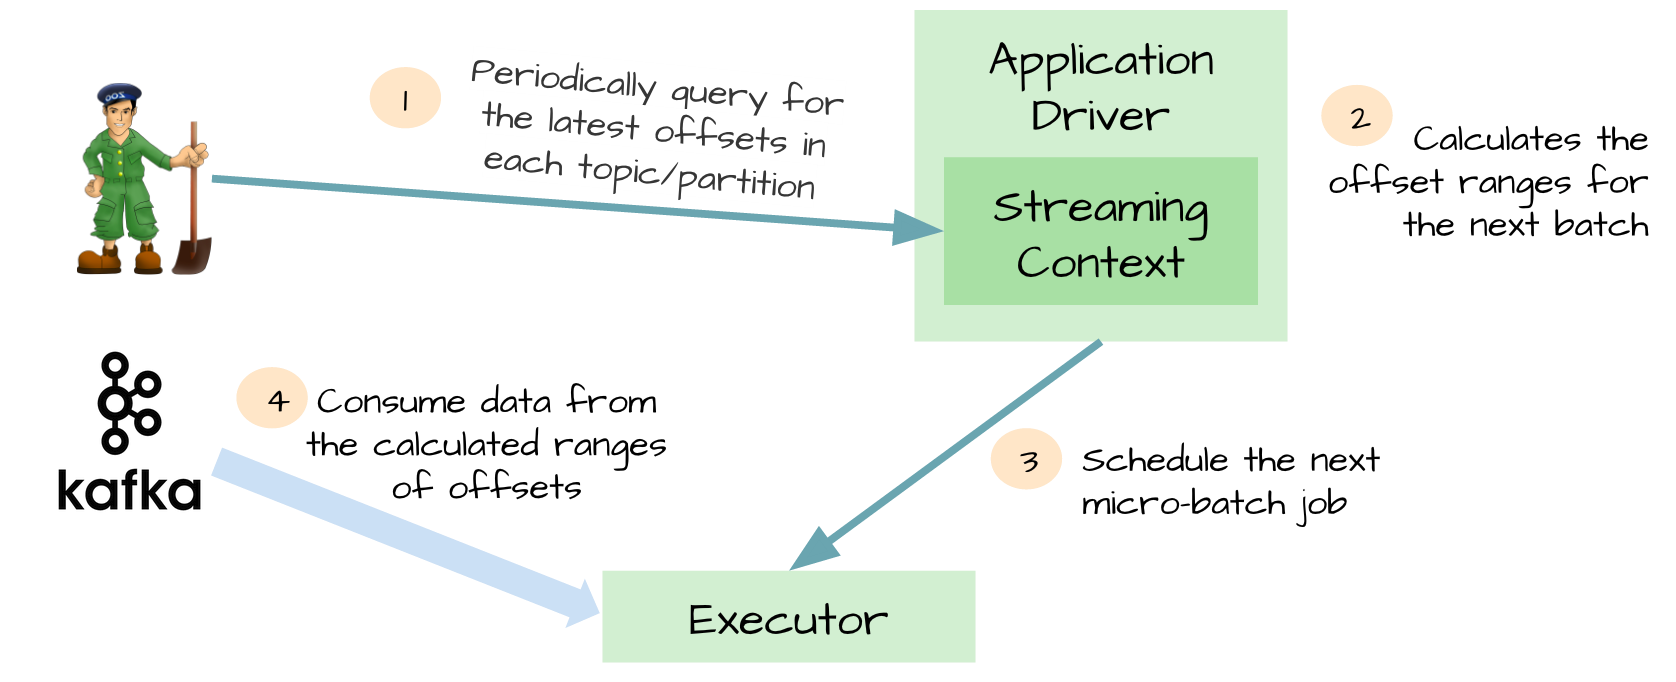 1
Periodically query for
the latest offsets in
each topic/partition
Application
Driver
Streaming
Context
2
Calculates the
offset ranges for
the next batch
kafka
4
Consume data from
the calculated ranges
of offsets
3
Schedule the next
micro-batch job
Executor